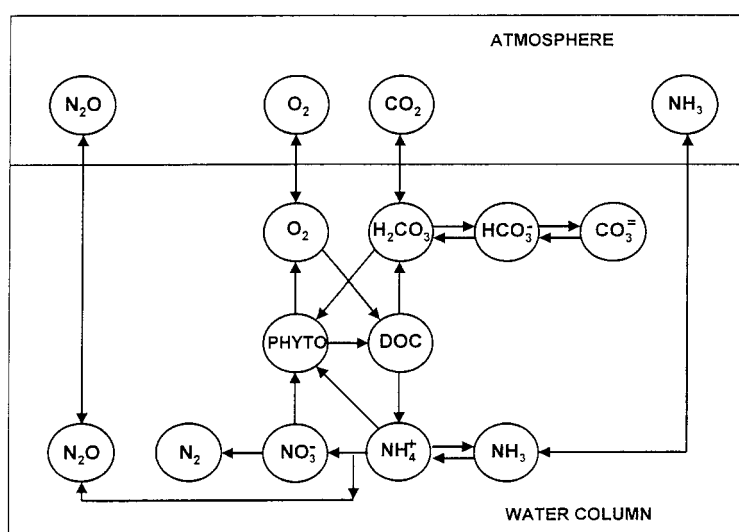 ATMOSPHERE
N₂O O₂ CO₂ NH₃
O₂ H₂CO₃ HCO₃⁻ CO₃⁼
PHYTO DOC
N₂O N₂ NO₃⁻ NH₄⁺ NH₃
WATER COLUMN